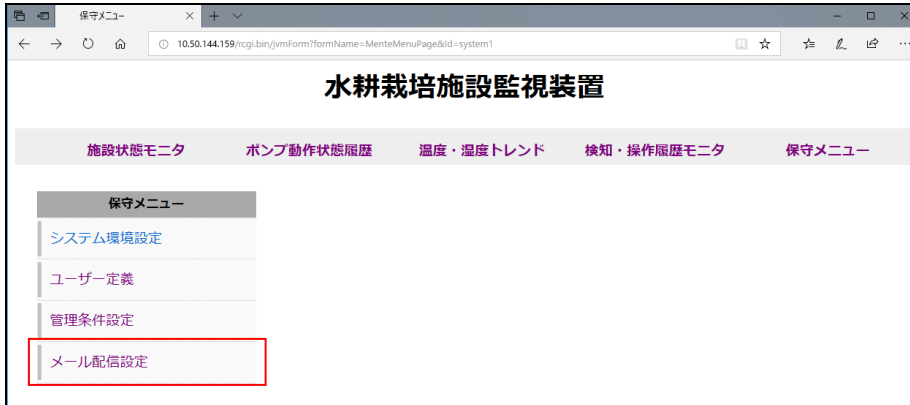 保守メニュー
10.50.144.159/rcgi.bin/jvmForm?formName=MenteMenuPage&Id=system1
水耕栽培施設監視装置
施設状態モニタ ポンプ動作状態履歴 温度・湿度トレンド 検知・操作履歴モニタ 保守メニュー
保守メニュー
システム環境設定
ユーザー定義
管理条件設定
メール配信設定